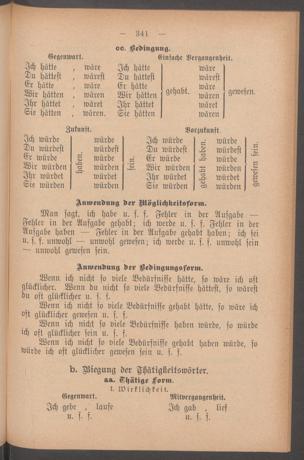 — 341 —
cc. Bedingung.
Gegenwart. Einfache Vergangenheit.
Ich hätte , wäre Ich hätte wäre
Du hättest , wärest Du hättest wärest
Er hätte , wäre Er hätte wäre
Wir hätten , wären Wir hätten gehabt, wären gewesen.
Ihr hättet , wäret Ihr hättet wäret
Sie hätten , wären. Sie hätten wären
Zukunft. Vorzukunft.
Ich würde würde Ich würde würde
Du würdest würdest Du würdest würdest
Er würde würde Er würde würde
Wir würden haben, würden sein. Wir würden gehabt haben, würden gewesen sein.
Ihr würdet würdet Ihr würdet würdet
Sie würden würden Sie würden würden
Anwendung der Möglichkeitsform.
Man sagt, ich habe u. s. f. Fehler in der Aufgabe —
Fehler in der Aufgabe gehabt; ich werde u. s. f. Fehler in der
Aufgabe haben — Fehler in der Aufgabe gehabt haben; ich sei
u. s. f. unwohl — unwohl gewesen; ich werde u. s. f. unwohl sein
— unwohl gewesen sein.
Anwendung der Bedingungsform.
Wenn ich nicht so viele Bedürfnisse hätte, so wäre ich oft
glücklicher. Wenn du nicht so viele Bedürfnisse hättest, so wärest
du oft glücklicher u. s. f.
Wenn ich nicht so viele Bedürfnisse gehabt hätte, so wäre ich
oft glücklicher gewesen u. s. f.
Wenn ich nicht so viele Bedürfnisse haben würde, so würde
ich oft glücklicher sein u. s. f.
Wenn ich nicht so viele Bedürfnisse gehabt haben würde, so
würde ich oft glücklicher gewesen sein u. s. f.
b. Biegung der Thätigkeitswörter.
aa. Thätige Form.
1. Wirklichkeit.
Gegenwart. Mitvergangenheit.
Ich gebe , laufe Ich gab , lief
u. s. f. u. s. f.